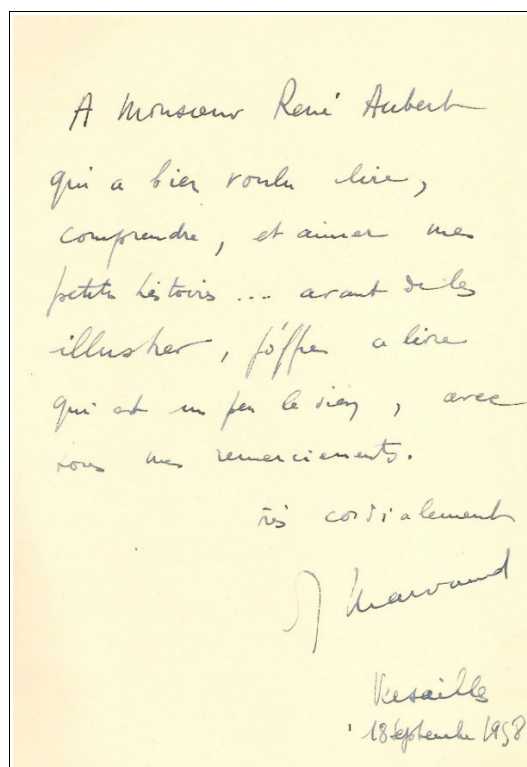 A Monsieur René Aubert
qui a bien voulu lire,
comprendre, et aimer mes
petites histoires ... avant de les
illustrer, j'offre ce livre
qui est un peu le sien, avec
tous mes remerciements.
Très cordialement
Versailles
18 septembre 1958